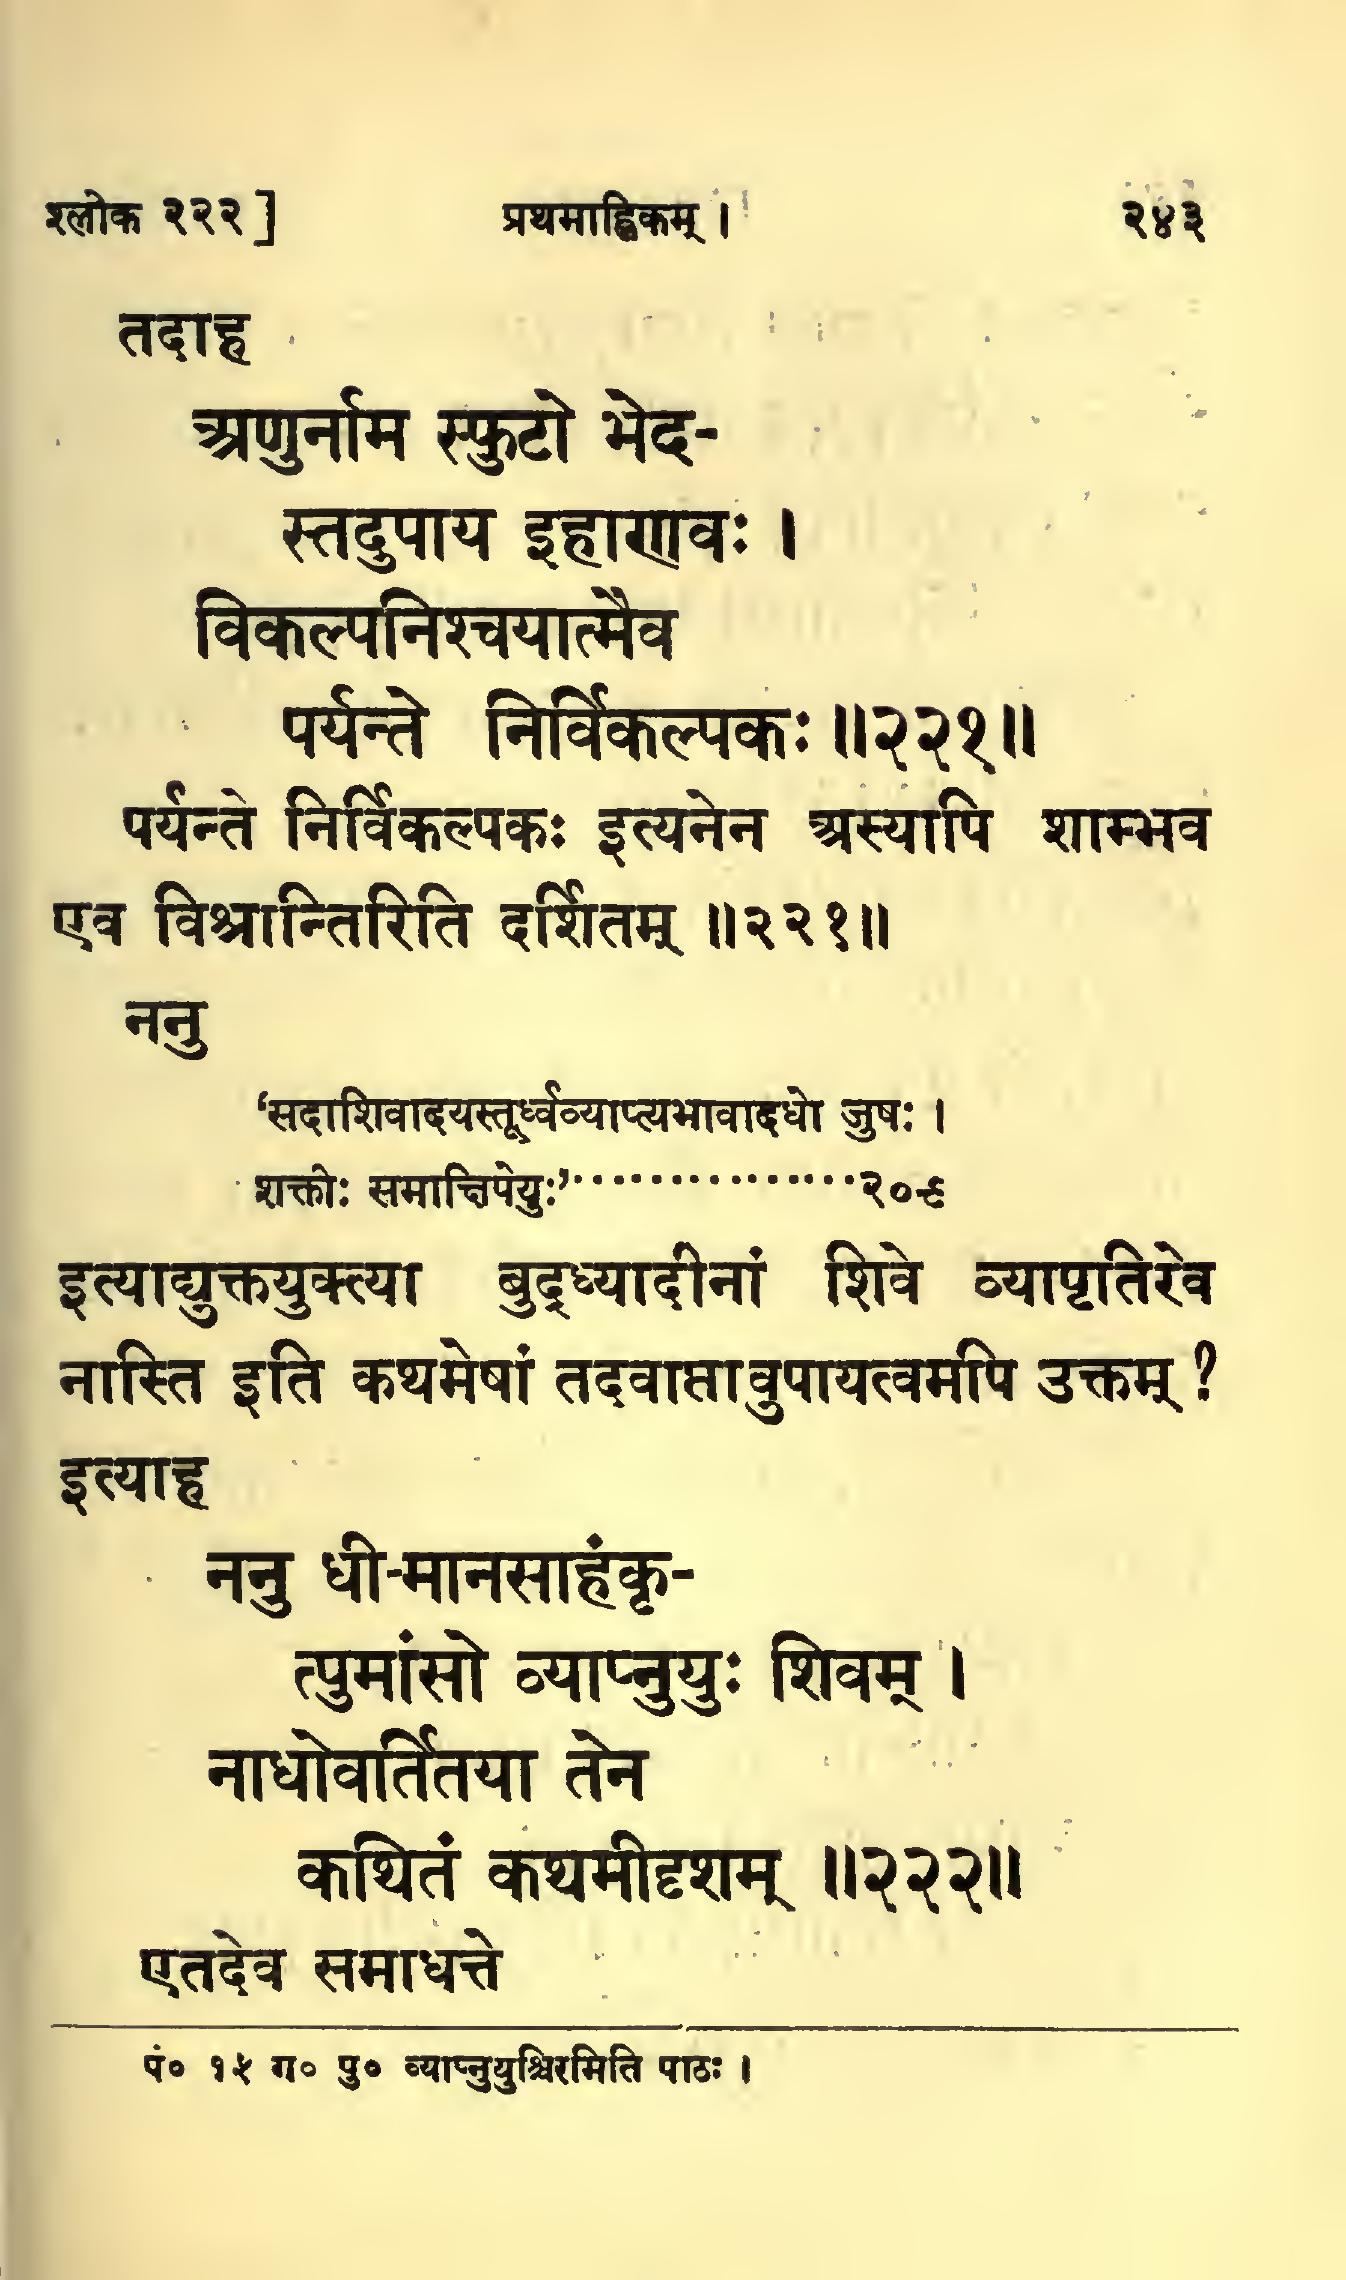 श्लोक २२२]	प्रथमाह्निकम् ।	२४३
तदाह
अणुर्नाम स्फुटो भेद-
स्तदुपाय इहाणवः ।
विकल्पनिश्चयात्मैव
पर्यन्ते निर्विकल्पकः ॥२२१॥
पर्यन्ते निर्विकल्पकः इत्यनेन अस्यापि शाम्भव
एव विश्रान्तिरिति दर्शितम् ॥२२१॥
ननु
‘सदाशिवादयस्तूर्ध्वव्याप्त्यभावादधो जुषः ।
शक्तीः समाक्षिपेयुः’················२०९
इत्याद्युक्तयुक्त्या बुद्ध्यादीनां शिवे व्यापृतिरेव
नास्ति इति कथमेषां तदवाप्तावुपायत्वमपि उक्तम् ?
इत्याह
ननु धी-मानसाहंकृ-
त्पुमांसो व्याप्नुयुः शिवम् ।
नाधोवर्तितया तेन
कथितं कथमीदृशम् ॥२२२॥
एतदेव समाधत्ते
पं० १५ ग० पु० व्याप्नुयुश्चिरमिति पाठः ।